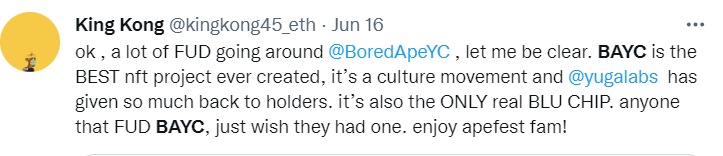 King Kong @kingkong45_eth · Jun 16
ok , a lot of FUD going around @BoredApeYC , let me be clear. BAYC is the
BEST nft project ever created, it's a culture movement and @yugalabs has
given so much back to holders. it's also the ONLY real BLU CHIP. anyone
that FUD BAYC, just wish they had one. enjoy apefest fam!